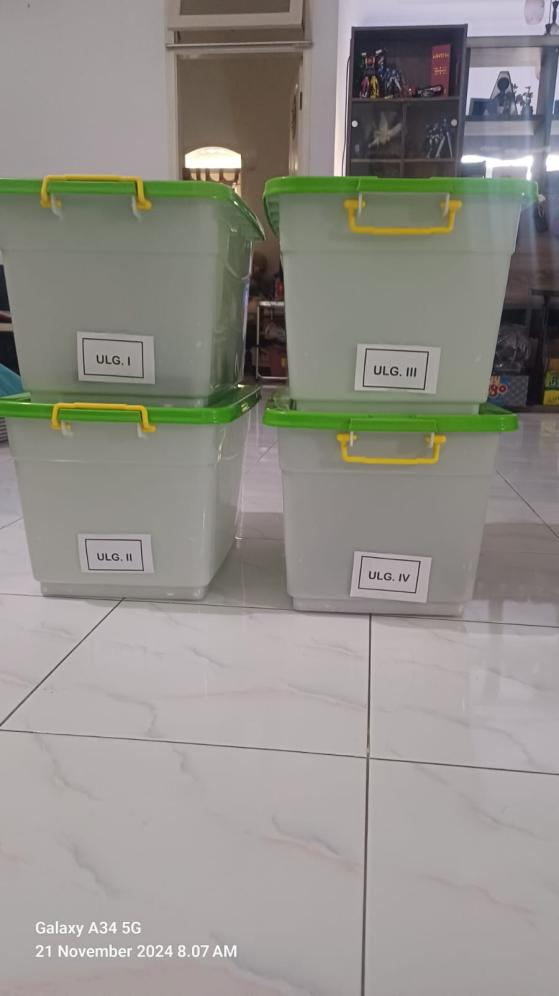 ULG. I
ULG. III
ULG. II
ULG. IV
Galaxy A34 5G
21 November 2024 8.07 AM